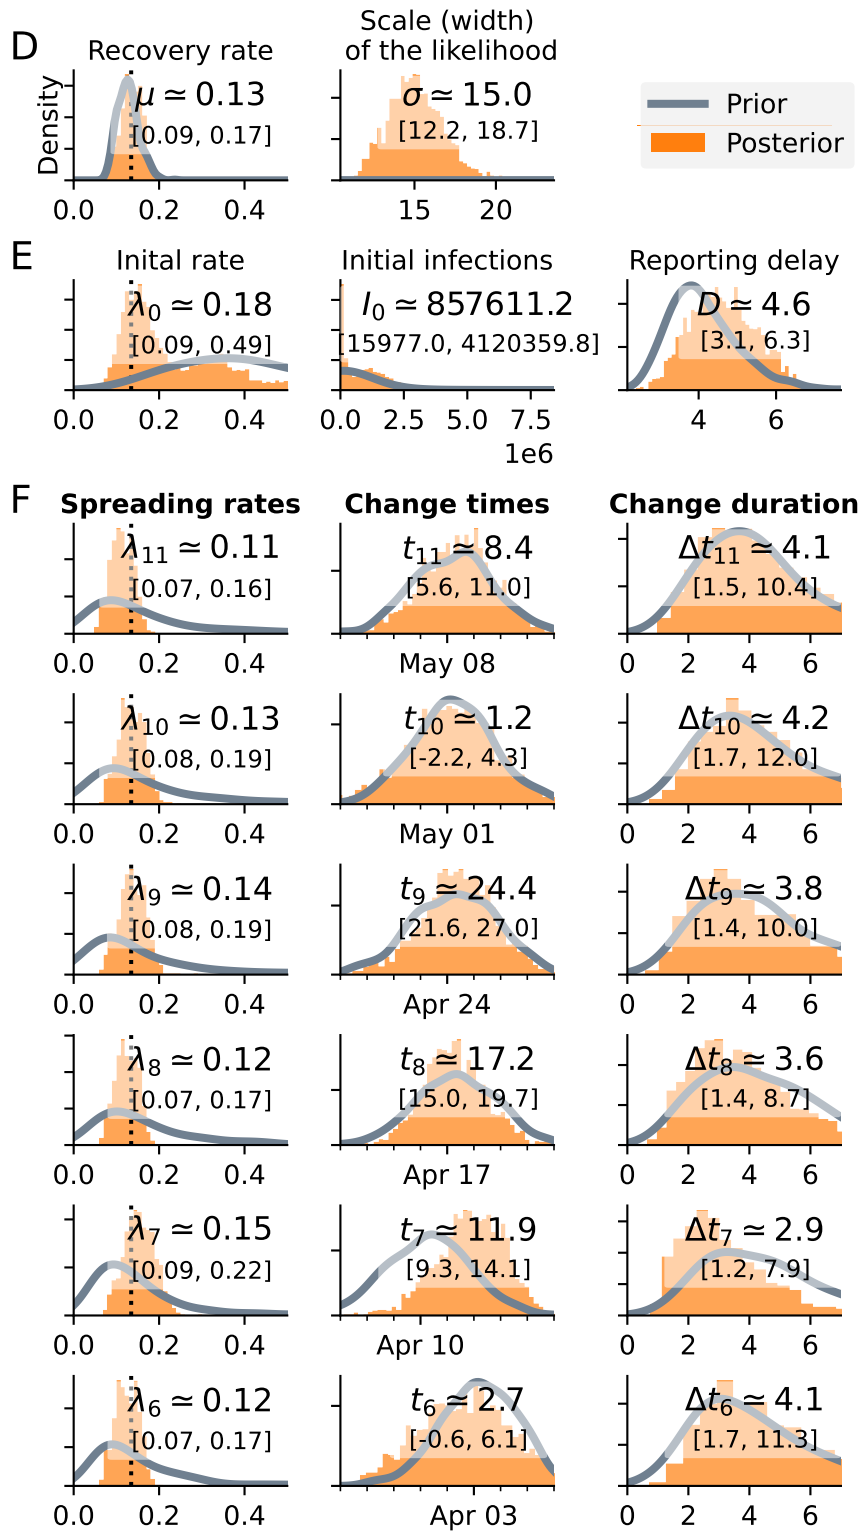 D
Recovery rate
Density
μ ≃ 0.13
[0.09, 0.17]
0.0 0.2 0.4
Scale (width)
of the likelihood
σ ≃ 15.0
[12.2, 18.7]
15 20
Prior
Posterior
E
Inital rate
λ0 ≃ 0.18
[0.09, 0.49]
0.0 0.2 0.4
Initial infections
I0 ≃ 857611.2
[15977.0, 4120359.8]
0.0 2.5 5.0 7.5
1e6
Reporting delay
D ≃ 4.6
[3.1, 6.3]
4 6
F
Spreading rates Change times Change duration
λ11 ≃ 0.11 t11 ≃ 8.4 Δt11 ≃ 4.1
[0.07, 0.16] [5.6, 11.0] [1.5, 10.4]
0.0 0.2 0.4 May 08 0 2 4 6
λ10 ≃ 0.13 t10 ≃ 1.2 Δt10 ≃ 4.2
[0.08, 0.19] [-2.2, 4.3] [1.7, 12.0]
0.0 0.2 0.4 May 01 0 2 4 6
λ9 ≃ 0.14 t9 ≃ 24.4 Δt9 ≃ 3.8
[0.08, 0.19] [21.6, 27.0] [1.4, 10.0]
0.0 0.2 0.4 Apr 24 0 2 4 6
λ8 ≃ 0.12 t8 ≃ 17.2 Δt8 ≃ 3.6
[0.07, 0.17] [15.0, 19.7] [1.4, 8.7]
0.0 0.2 0.4 Apr 17 0 2 4 6
λ7 ≃ 0.15 t7 ≃ 11.9 Δt7 ≃ 2.9
[0.09, 0.22] [9.3, 14.1] [1.2, 7.9]
0.0 0.2 0.4 Apr 10 0 2 4 6
λ6 ≃ 0.12 t6 ≃ 2.7 Δt6 ≃ 4.1
[0.07, 0.17] [-0.6, 6.1] [1.7, 11.3]
0.0 0.2 0.4 Apr 03 0 2 4 6